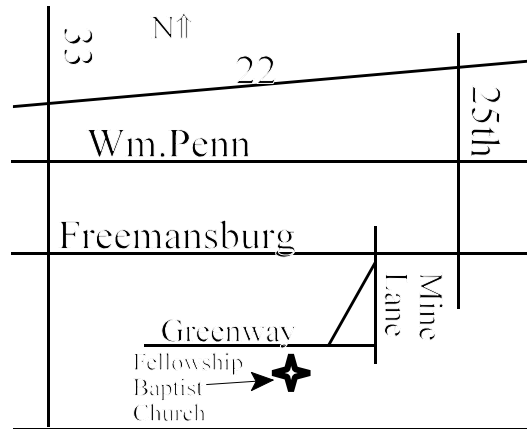 N⇑
33
22
25th
Wm.Penn
Freemansburg
Mine
Lane
Greenway
Fellowship
Baptist
Church